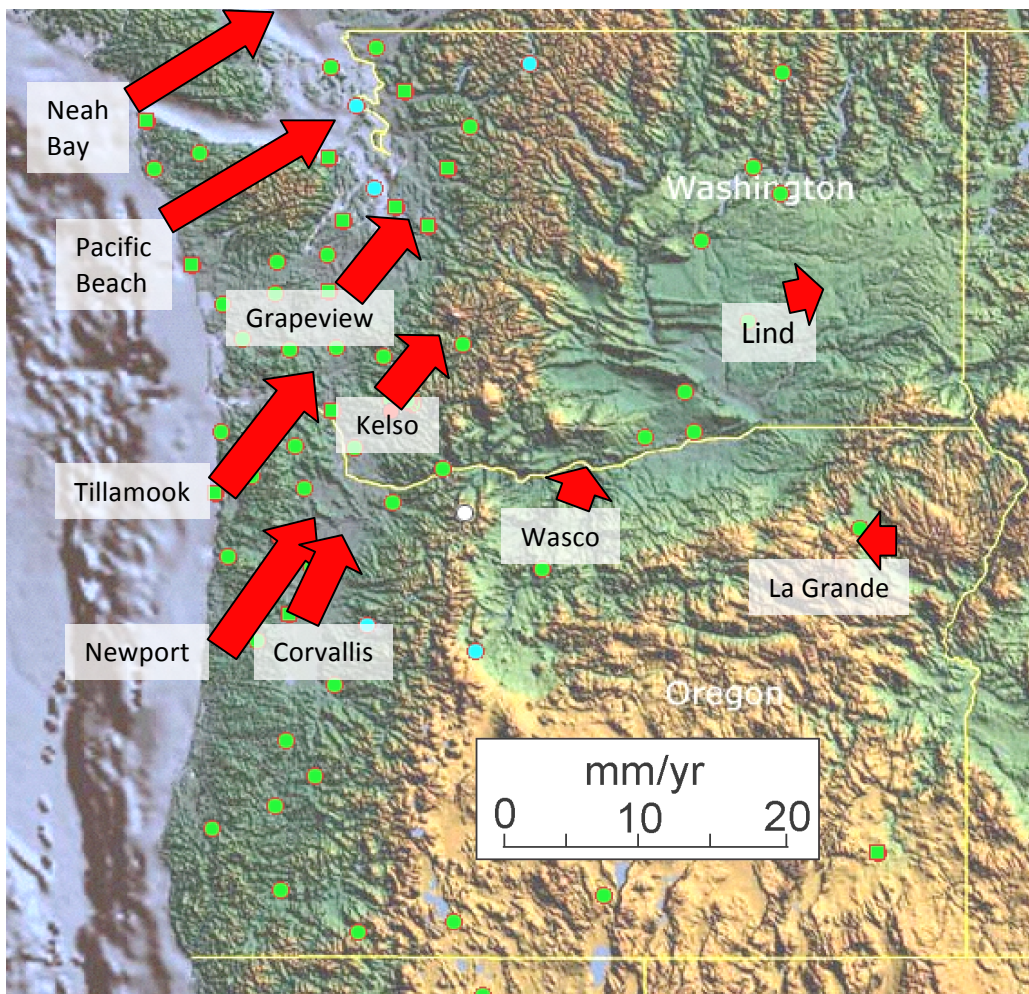 Neah
Bay
Washington
Pacific
Beach
Grapeview
Lind
Kelso
Tillamook
Wasco
La Grande
Newport
Corvallis
Oregon
mm/yr
0 10 20